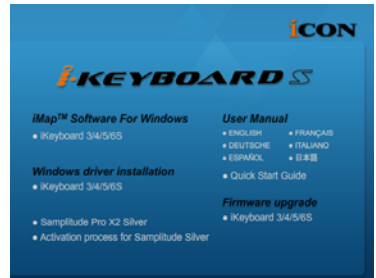 iCON
i-KEYBOARD S
iMap™ Software For Windows
• iKeyboard 3/4/5/6S
Windows driver installation
• iKeyboard 3/4/5/6S
• Samplitude Pro X2 Silver
• Activation process for Samplitude Silver
User Manual
• ENGLISH • FRANÇAIS
• DEUTSCHE • ITALIANO
• ESPAÑOL • 日本語
• Quick Start Guide
Firmware upgrade
• iKeyboard 3/4/5/6S